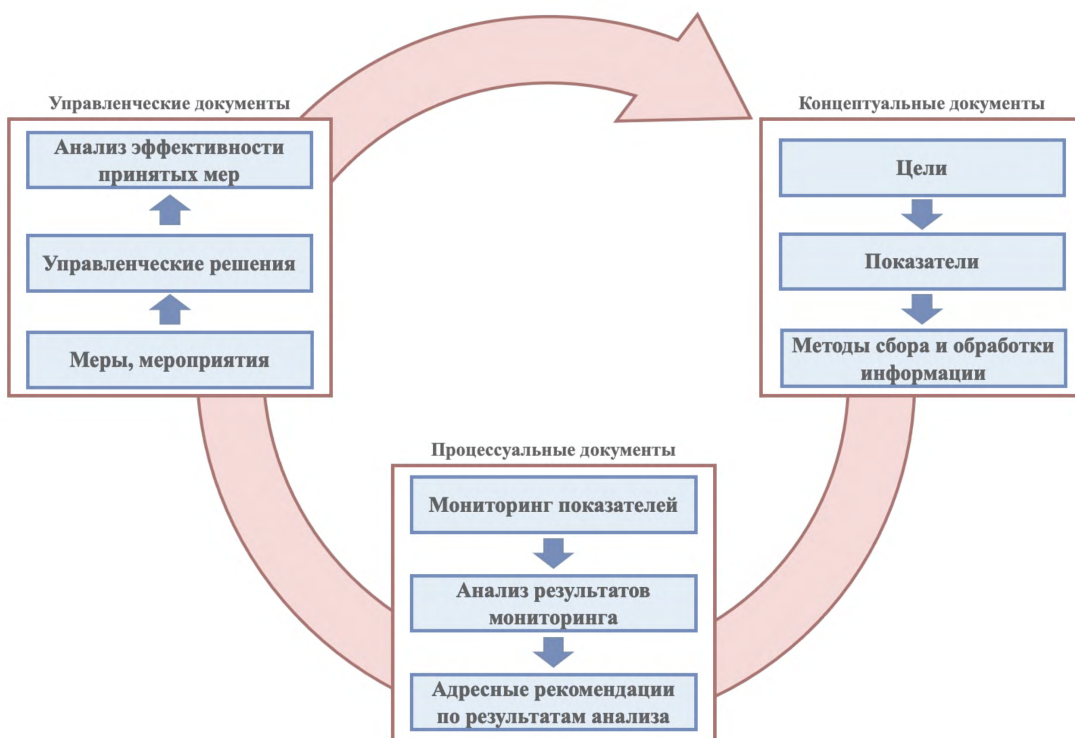 Управленческие документы
Анализ эффективности
принятых мер
Управленческие решения
Меры, мероприятия
Концептуальные документы
Цели
Показатели
Методы сбора и обработки
информации
Процессуальные документы
Мониторинг показателей
Анализ результатов
мониторинга
Адресные рекомендации
по результатам анализа